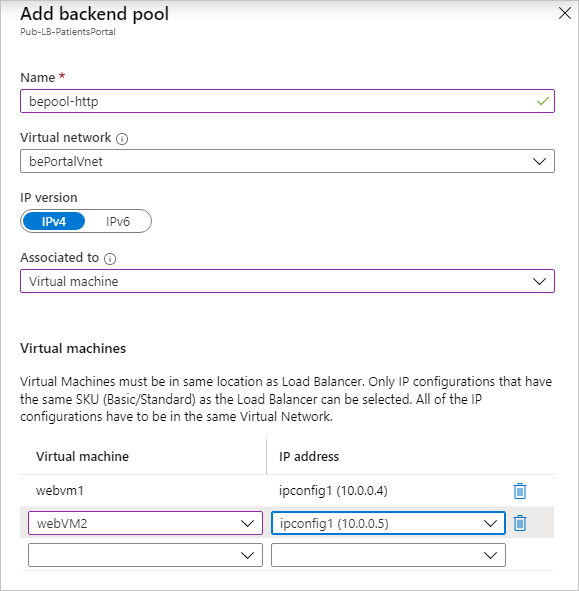 Add backend pool
Pub-LB-PatientsPortal
Name *
bepool-http
Virtual network
bePortalVnet
IP version
IPv4 IPv6
Associated to
Virtual machine
Virtual machines
Virtual Machines must be in same location as Load Balancer. Only IP configurations that have
the same SKU (Basic/Standard) as the Load Balancer can be selected. All of the IP
configurations have to be in the same Virtual Network.
Virtual machine IP address
webvm1 ipconfig1 (10.0.0.4)
webVM2 ipconfig1 (10.0.0.5)